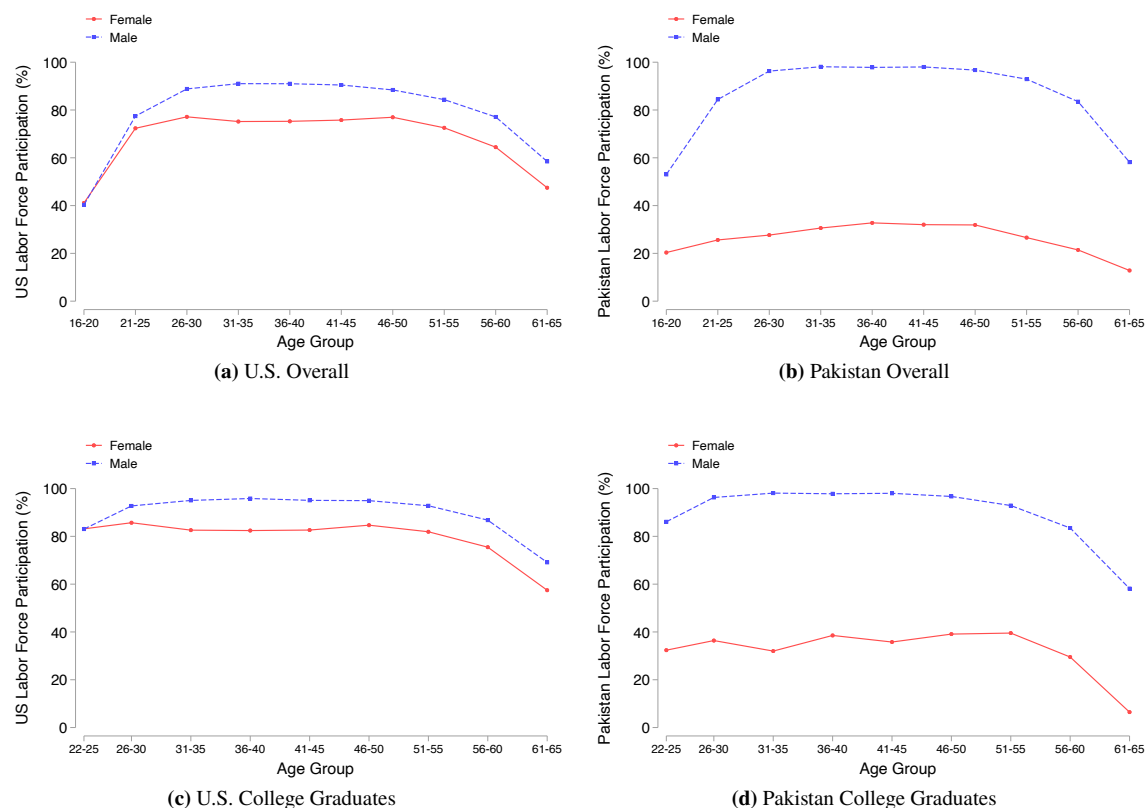 Female
Male
US Labor Force Participation (%)
100
80
60
40
20
0
16-20 21-25 26-30 31-35 36-40 41-45 46-50 51-55 56-60 61-65
Age Group
(a) U.S. Overall
Female
Male
Pakistan Labor Force Participation (%)
100
80
60
40
20
0
16-20 21-25 26-30 31-35 36-40 41-45 46-50 51-55 56-60 61-65
Age Group
(b) Pakistan Overall
Female
Male
US Labor Force Participation (%)
100
80
60
40
20
0
22-25 26-30 31-35 36-40 41-45 46-50 51-55 56-60 61-65
Age Group
(c) U.S. College Graduates
Female
Male
Pakistan Labor Force Participation (%)
100
80
60
40
20
0
22-25 26-30 31-35 36-40 41-45 46-50 51-55 56-60 61-65
Age Group
(d) Pakistan College Graduates